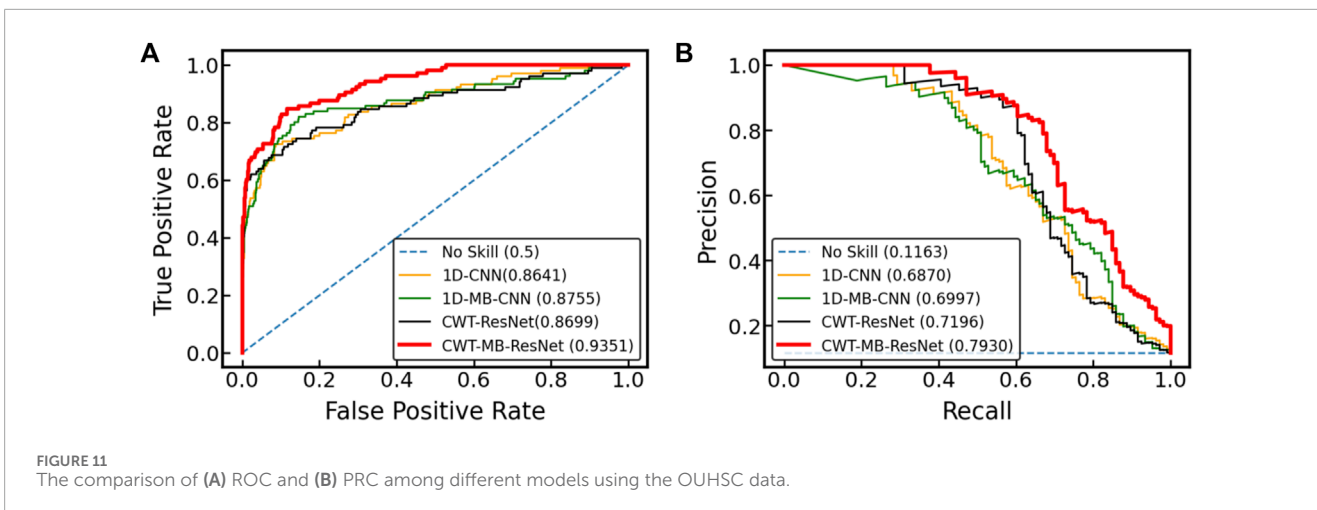 A
True Positive Rate
1.0
0.8
0.6
0.4
0.2
0.0
No Skill (0.5)
1D-CNN(0.8641)
1D-MB-CNN (0.8755)
CWT-ResNet(0.8699)
CWT-MB-ResNet (0.9351)
0.0 0.2 0.4 0.6 0.8 1.0
False Positive Rate
B
Precision
1.0
0.8
0.6
0.4
0.2
No Skill (0.1163)
1D-CNN (0.6870)
1D-MB-CNN (0.6997)
CWT-ResNet (0.7196)
CWT-MB-ResNet (0.7930)
0.0 0.2 0.4 0.6 0.8 1.0
Recall
FIGURE 11
The comparison of (A) ROC and (B) PRC among different models using the OUHSC data.